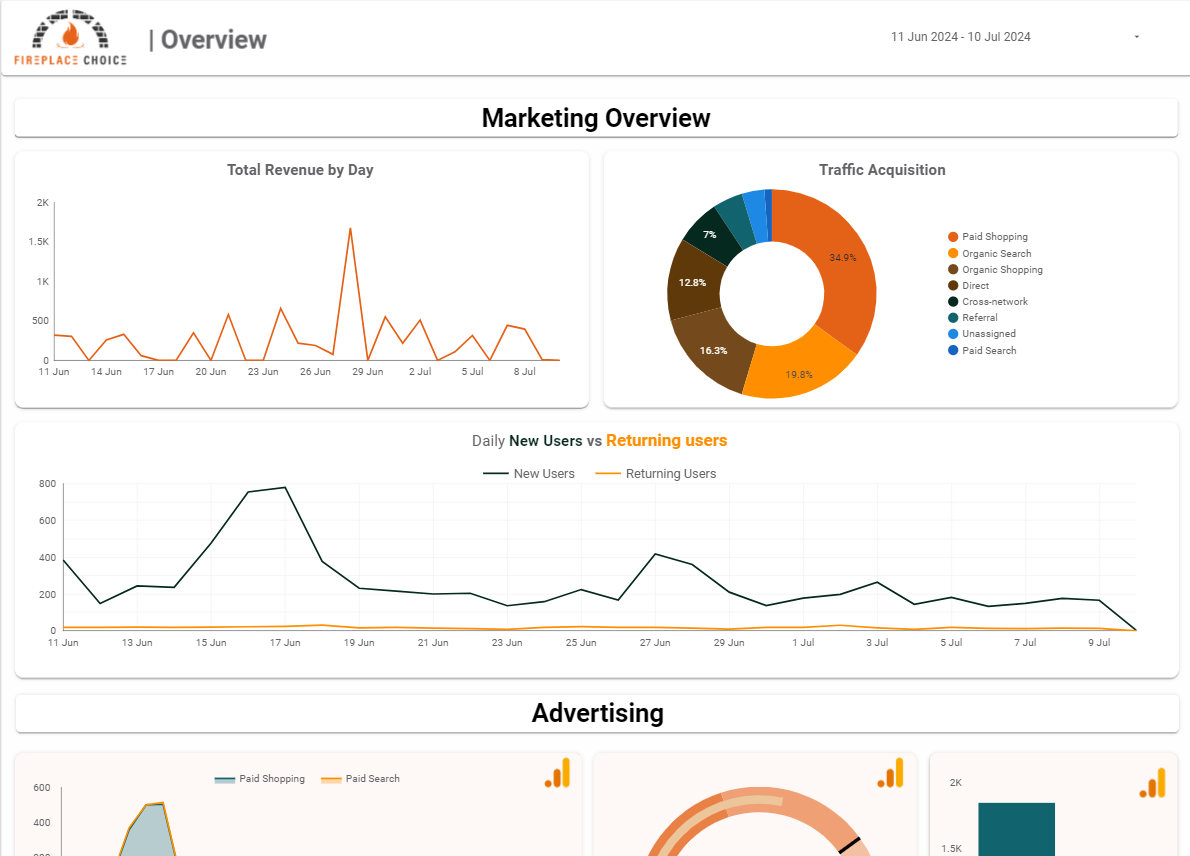 FIREPLACE CHOICE
| Overview
11 Jun 2024 - 10 Jul 2024
Marketing Overview
Total Revenue by Day
2K
1.5K
1K
500
0
11 Jun 14 Jun 17 Jun 20 Jun 23 Jun 26 Jun 29 Jun 2 Jul 5 Jul 8 Jul
Traffic Acquisition
34.9%
19.8%
16.3%
12.8%
7%
Paid Shopping
Organic Search
Organic Shopping
Direct
Cross-network
Referral
Unassigned
Paid Search
Daily New Users vs Returning users
New Users Returning Users
800
600
400
200
0
11 Jun 13 Jun 15 Jun 17 Jun 19 Jun 21 Jun 23 Jun 25 Jun 27 Jun 29 Jun 1 Jul 3 Jul 5 Jul 7 Jul 9 Jul
Advertising
Paid Shopping Paid Search
600
400
200
2K
1.5K